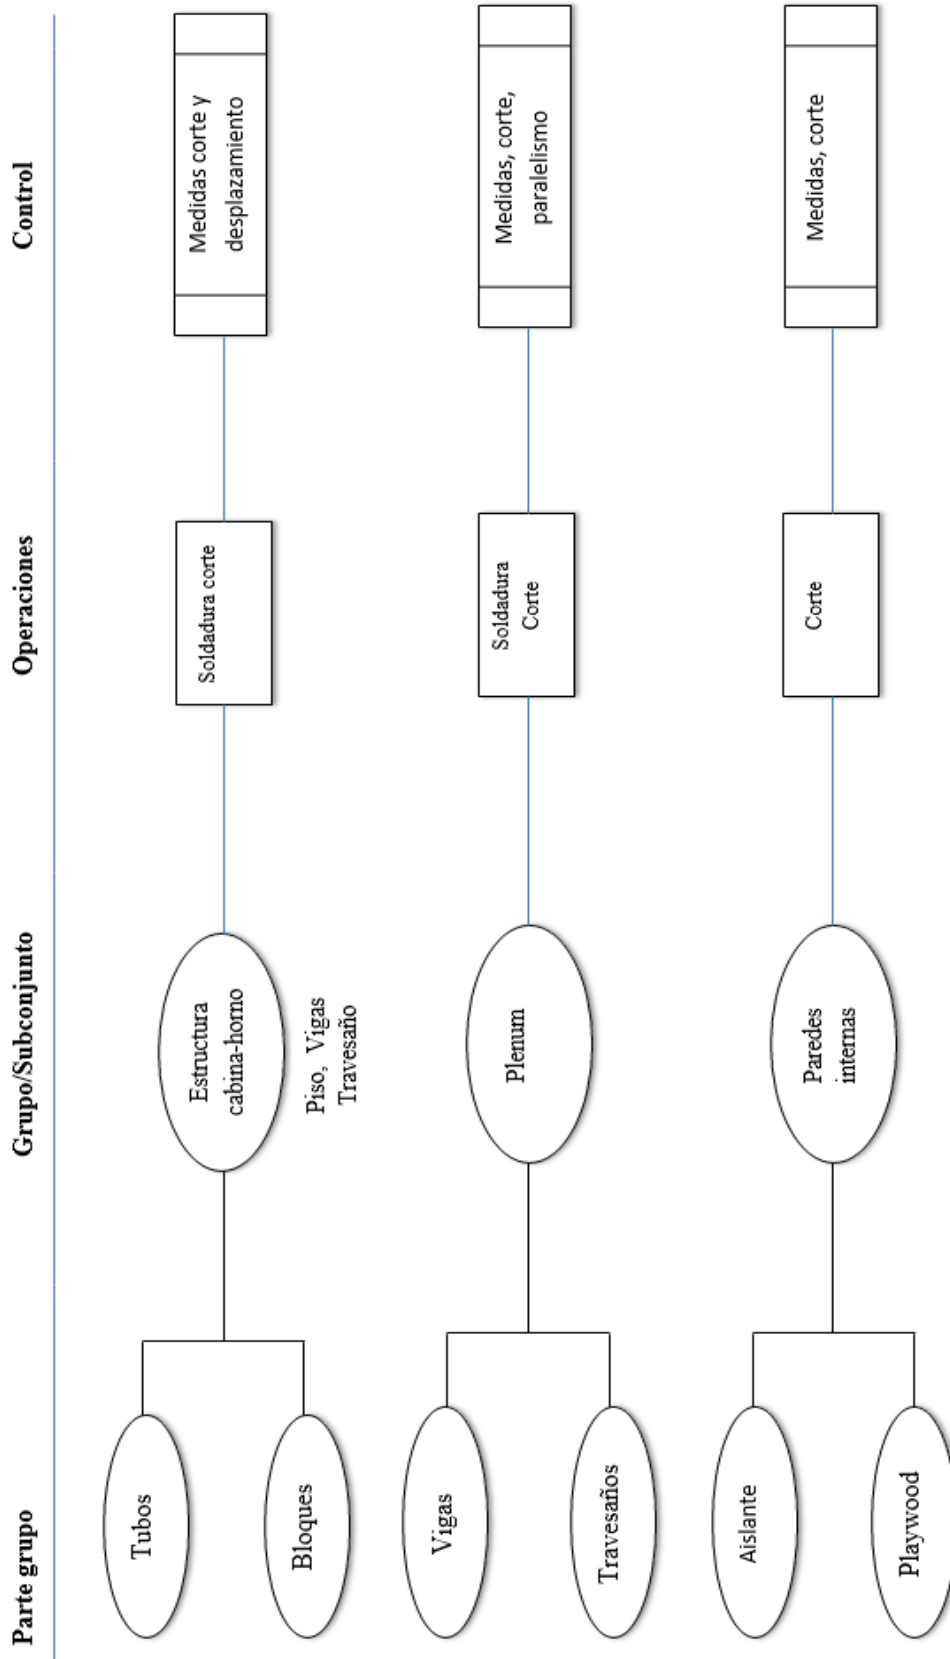 Parte grupo
Grupo/Subconjunto
Operaciones
Control
Tubos
Bloques
Estructura
cabina-horno
Piso, Vigas
Travesaño
Soldadura corte
Medidas corte y
desplazamiento
Vigas
Travesaños
Plenum
Soldadura
Corte
Medidas, corte,
paralelismo
Aislante
Playwood
Paredes
internas
Corte
Medidas, corte